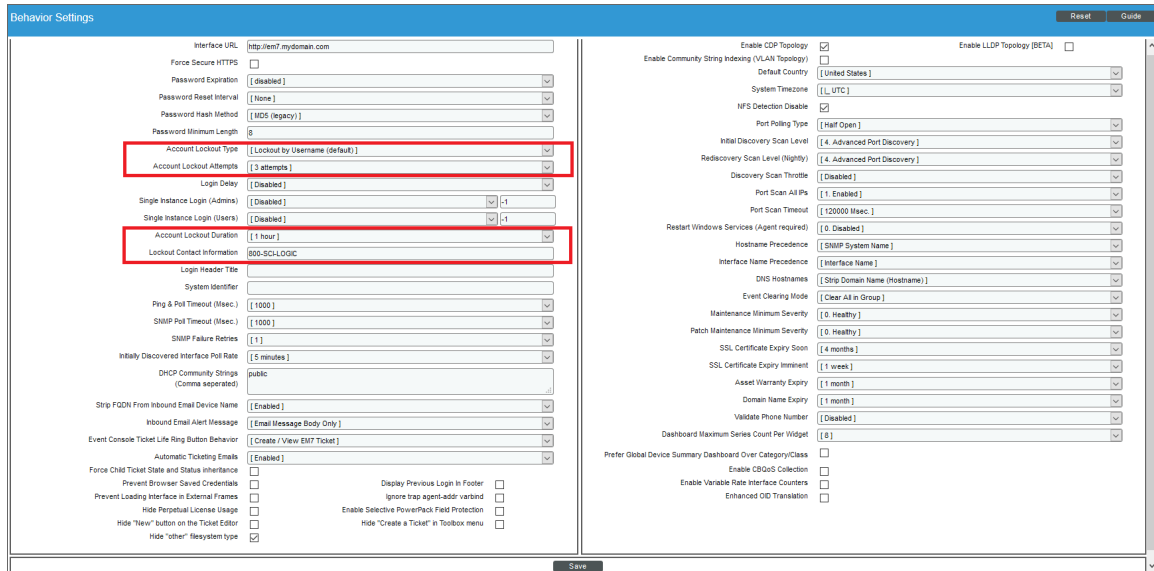 Behavior Settings
Reset
Guide
Interface URL http://em7.mydomain.com
Force Secure HTTPS
Password Expiration [ disabled ]
Password Reset Interval [ None ]
Password Hash Method [ MD5 (legacy) ]
Password Minimum Length 8
Account Lockout Type [ Lockout by Username (default) ]
Account Lockout Attempts [ 3 attempts ]
Login Delay [ Disabled ]
Single Instance Login (Admins) [ Disabled ] -1
Single Instance Login (Users) [ Disabled ] -1
Account Lockout Duration [ 1 hour ]
Lockout Contact Information 800-SCI-LOGIC
Login Header Title
System Identifier
Ping & Poll Timeout (Msec.) [ 1000 ]
SNMP Poll Timeout (Msec.) [ 1000 ]
SNMP Failure Retries [ 1 ]
Initially Discovered Interface Poll Rate [ 5 minutes ]
DHCP Community Strings public
(Comma seperated)
Strip FQDN From Inbound Email Device Name [ Enabled ]
Inbound Email Alert Message [ Email Message Body Only ]
Event Console Ticket Life Ring Button Behavior [ Create / View EM7 Ticket ]
Automatic Ticketing Emails [ Enabled ]
Force Child Ticket State and Status inheritance
Prevent Browser Saved Credentials Display Previous Login In Footer
Prevent Loading Interface in External Frames Ignore trap agent-addr varbind
Hide Perpetual License Usage Enable Selective PowerPack Field Protection
Hide "New" button on the Ticket Editor Hide "Create a Ticket" in Toolbox menu
Hide "other" filesystem type
Enable CDP Topology Enable LLDP Topology [BETA]
Enable Community String Indexing (VLAN Topology)
Default Country [ United States ]
System Timezone [ |_ UTC ]
NFS Detection Disable
Port Polling Type [ Half Open ]
Initial Discovery Scan Level [ 4. Advanced Port Discovery ]
Rediscovery Scan Level (Nightly) [ 4. Advanced Port Discovery ]
Discovery Scan Throttle [ Disabled ]
Port Scan All IPs [ 1. Enabled ]
Port Scan Timeout [ 120000 Msec. ]
Restart Windows Services (Agent required) [ 0. Disabled ]
Hostname Precedence [ SNMP System Name ]
Interface Name Precedence [ Interface Name ]
DNS Hostnames [ Strip Domain Name (Hostname) ]
Event Clearing Mode [ Clear All in Group ]
Maintenance Minimum Severity [ 0. Healthy ]
Patch Maintenance Minimum Severity [ 0. Healthy ]
SSL Certificate Expiry Soon [ 4 months ]
SSL Certificate Expiry Imminent [ 1 week ]
Asset Warranty Expiry [ 1 month ]
Domain Name Expiry [ 1 month ]
Validate Phone Number [ Disabled ]
Dashboard Maximum Series Count Per Widget [ 8 ]
Prefer Global Device Summary Dashboard Over Category/Class
Enable CBQoS Collection
Enable Variable Rate Interface Counters
Enhanced OID Translation
Save